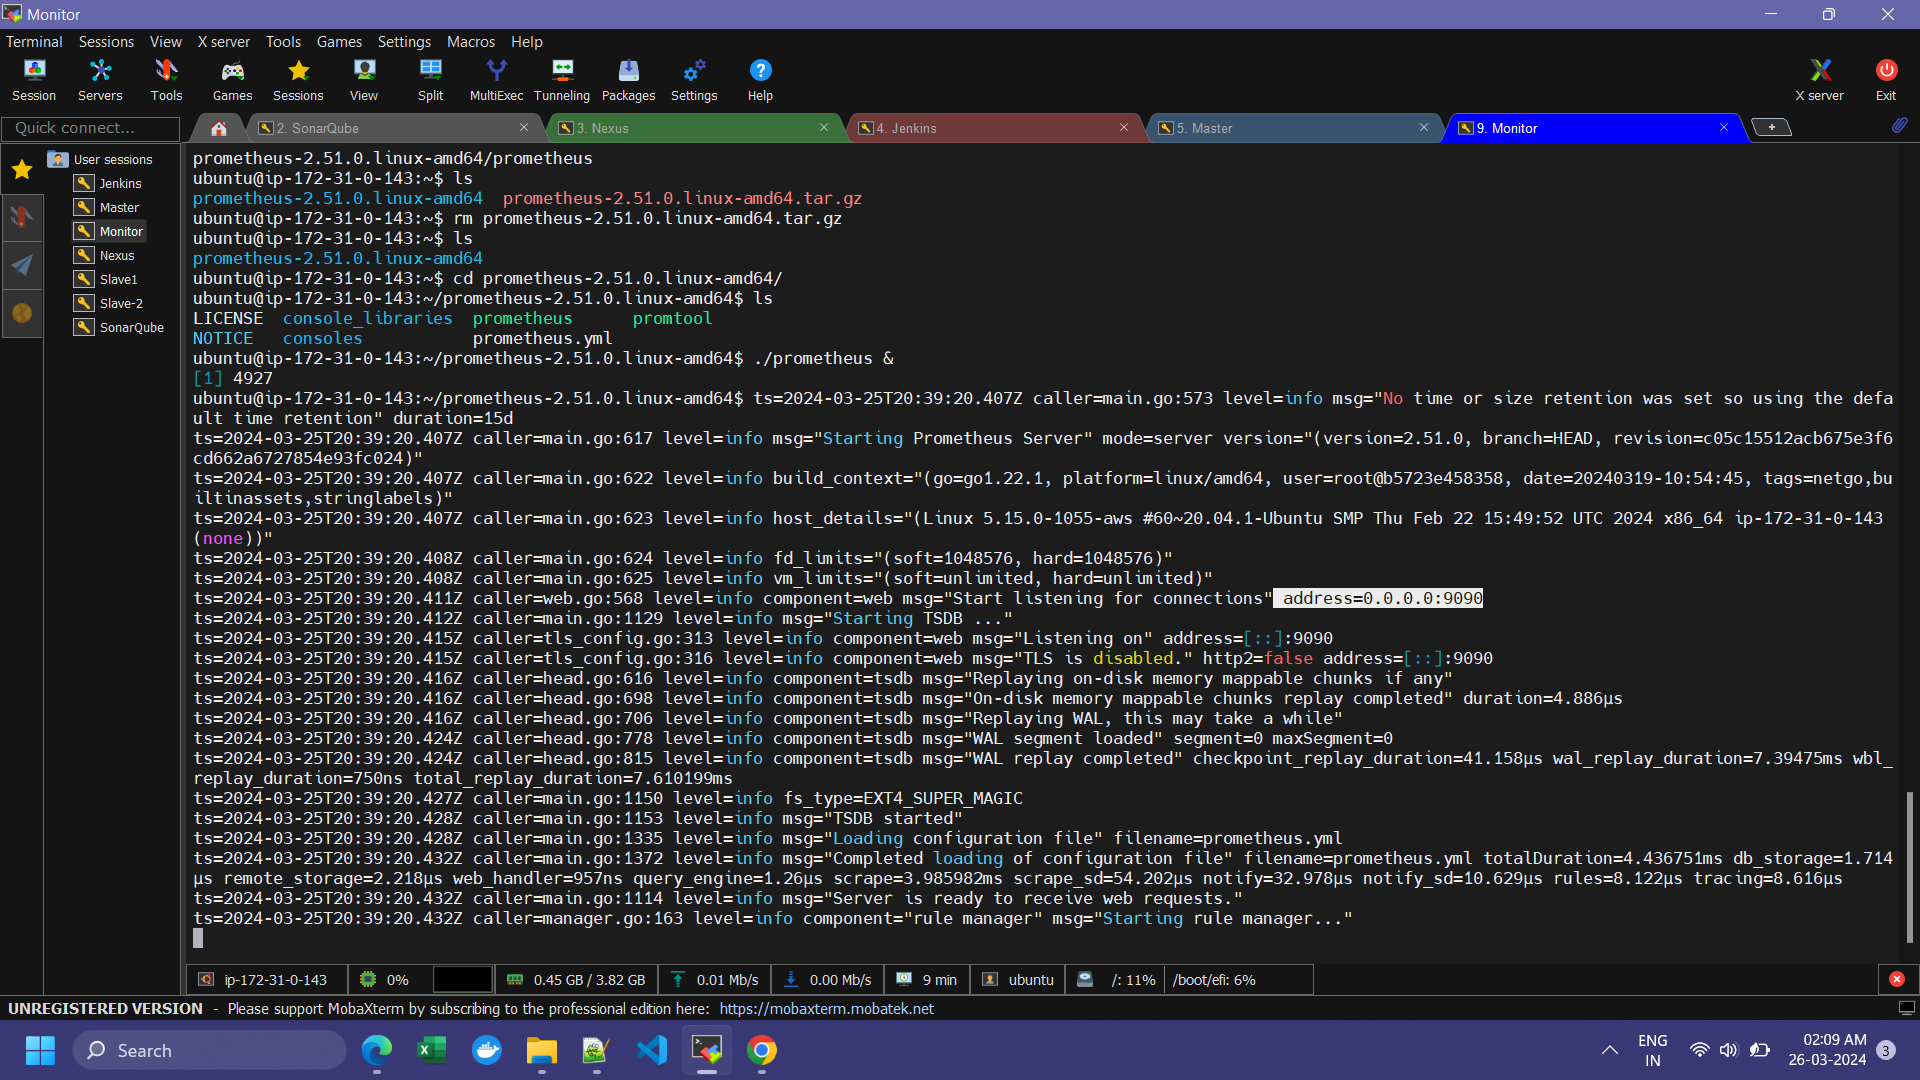 Monitor
Terminal Sessions View X server Tools Games Settings Macros Help
Session Servers Tools Games Sessions View Split MultiExec Tunneling Packages Settings Help X server Exit
Quick connect... 2. SonarQube 3. Nexus 4. Jenkins 5. Master 9. Monitor
User sessions
Jenkins
Master
Monitor
Nexus
Slave1
Slave-2
SonarQube
prometheus-2.51.0.linux-amd64/prometheus
ubuntu@ip-172-31-0-143:~$ ls
prometheus-2.51.0.linux-amd64  prometheus-2.51.0.linux-amd64.tar.gz
ubuntu@ip-172-31-0-143:~$ rm prometheus-2.51.0.linux-amd64.tar.gz
ubuntu@ip-172-31-0-143:~$ ls
prometheus-2.51.0.linux-amd64
ubuntu@ip-172-31-0-143:~$ cd prometheus-2.51.0.linux-amd64/
ubuntu@ip-172-31-0-143:~/prometheus-2.51.0.linux-amd64$ ls
LICENSE  console_libraries  prometheus      promtool
NOTICE   consoles           prometheus.yml
ubuntu@ip-172-31-0-143:~/prometheus-2.51.0.linux-amd64$ ./prometheus &
[1] 4927
ubuntu@ip-172-31-0-143:~/prometheus-2.51.0.linux-amd64$ ts=2024-03-25T20:39:20.407Z caller=main.go:573 level=info msg="No time or size retention was set so using the defa
ult time retention" duration=15d
ts=2024-03-25T20:39:20.407Z caller=main.go:617 level=info msg="Starting Prometheus Server" mode=server version="(version=2.51.0, branch=HEAD, revision=c05c15512acb675e3f6
cd662a6727854e93fc024)"
ts=2024-03-25T20:39:20.407Z caller=main.go:622 level=info build_context="(go=go1.22.1, platform=linux/amd64, user=root@b5723e458358, date=20240319-10:54:45, tags=netgo,bu
iltinassets,stringlabels)"
ts=2024-03-25T20:39:20.407Z caller=main.go:623 level=info host_details="(Linux 5.15.0-1055-aws #60~20.04.1-Ubuntu SMP Thu Feb 22 15:49:52 UTC 2024 x86_64 ip-172-31-0-143
(none))"
ts=2024-03-25T20:39:20.408Z caller=main.go:624 level=info fd_limits="(soft=1048576, hard=1048576)"
ts=2024-03-25T20:39:20.408Z caller=main.go:625 level=info vm_limits="(soft=unlimited, hard=unlimited)"
ts=2024-03-25T20:39:20.411Z caller=web.go:568 level=info component=web msg="Start listening for connections" address=0.0.0.0:9090
ts=2024-03-25T20:39:20.412Z caller=main.go:1129 level=info msg="Starting TSDB ..."
ts=2024-03-25T20:39:20.415Z caller=tls_config.go:313 level=info component=web msg="Listening on" address=[::]:9090
ts=2024-03-25T20:39:20.415Z caller=tls_config.go:316 level=info component=web msg="TLS is disabled." http2=false address=[::]:9090
ts=2024-03-25T20:39:20.416Z caller=head.go:616 level=info component=tsdb msg="Replaying on-disk memory mappable chunks if any"
ts=2024-03-25T20:39:20.416Z caller=head.go:698 level=info component=tsdb msg="On-disk memory mappable chunks replay completed" duration=4.886µs
ts=2024-03-25T20:39:20.416Z caller=head.go:706 level=info component=tsdb msg="Replaying WAL, this may take a while"
ts=2024-03-25T20:39:20.424Z caller=head.go:778 level=info component=tsdb msg="WAL segment loaded" segment=0 maxSegment=0
ts=2024-03-25T20:39:20.424Z caller=head.go:815 level=info component=tsdb msg="WAL replay completed" checkpoint_replay_duration=41.158µs wal_replay_duration=7.39475ms wbl_
replay_duration=750ns total_replay_duration=7.610199ms
ts=2024-03-25T20:39:20.427Z caller=main.go:1150 level=info fs_type=EXT4_SUPER_MAGIC
ts=2024-03-25T20:39:20.428Z caller=main.go:1153 level=info msg="TSDB started"
ts=2024-03-25T20:39:20.428Z caller=main.go:1335 level=info msg="Loading configuration file" filename=prometheus.yml
ts=2024-03-25T20:39:20.432Z caller=main.go:1372 level=info msg="Completed loading of configuration file" filename=prometheus.yml totalDuration=4.436751ms db_storage=1.714
µs remote_storage=2.218µs web_handler=957ns query_engine=1.26µs scrape=3.985982ms scrape_sd=54.202µs notify=32.978µs notify_sd=10.629µs rules=8.122µs tracing=8.616µs
ts=2024-03-25T20:39:20.432Z caller=main.go:1114 level=info msg="Server is ready to receive web requests."
ts=2024-03-25T20:39:20.432Z caller=manager.go:163 level=info component="rule manager" msg="Starting rule manager..."
ip-172-31-0-143 0% 0.45 GB / 3.82 GB 0.01 Mb/s 0.00 Mb/s 9 min ubuntu /: 11% /boot/efi: 6%
UNREGISTERED VERSION - Please support MobaXterm by subscribing to the professional edition here: https://mobaxterm.mobatek.net
Search
ENG
IN
02:09 AM
26-03-2024
3